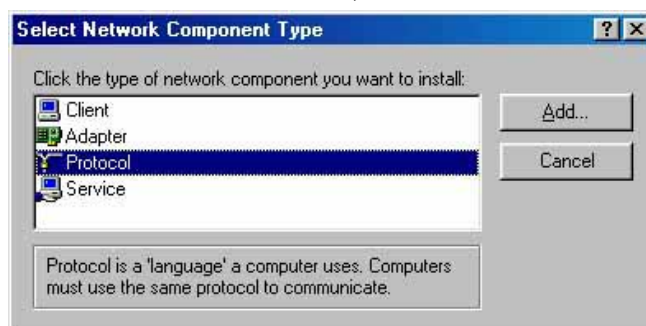 Select Network Component Type
Click the type of network component you want to install:
Client
Adapter
Protocol
Service
Add...
Cancel
Protocol is a 'language' a computer uses. Computers
must use the same protocol to communicate.